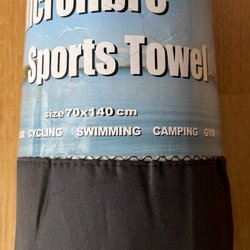 Sports Towel
size 70x140 cm
CYCLING SWIMMING CAMPING GYM